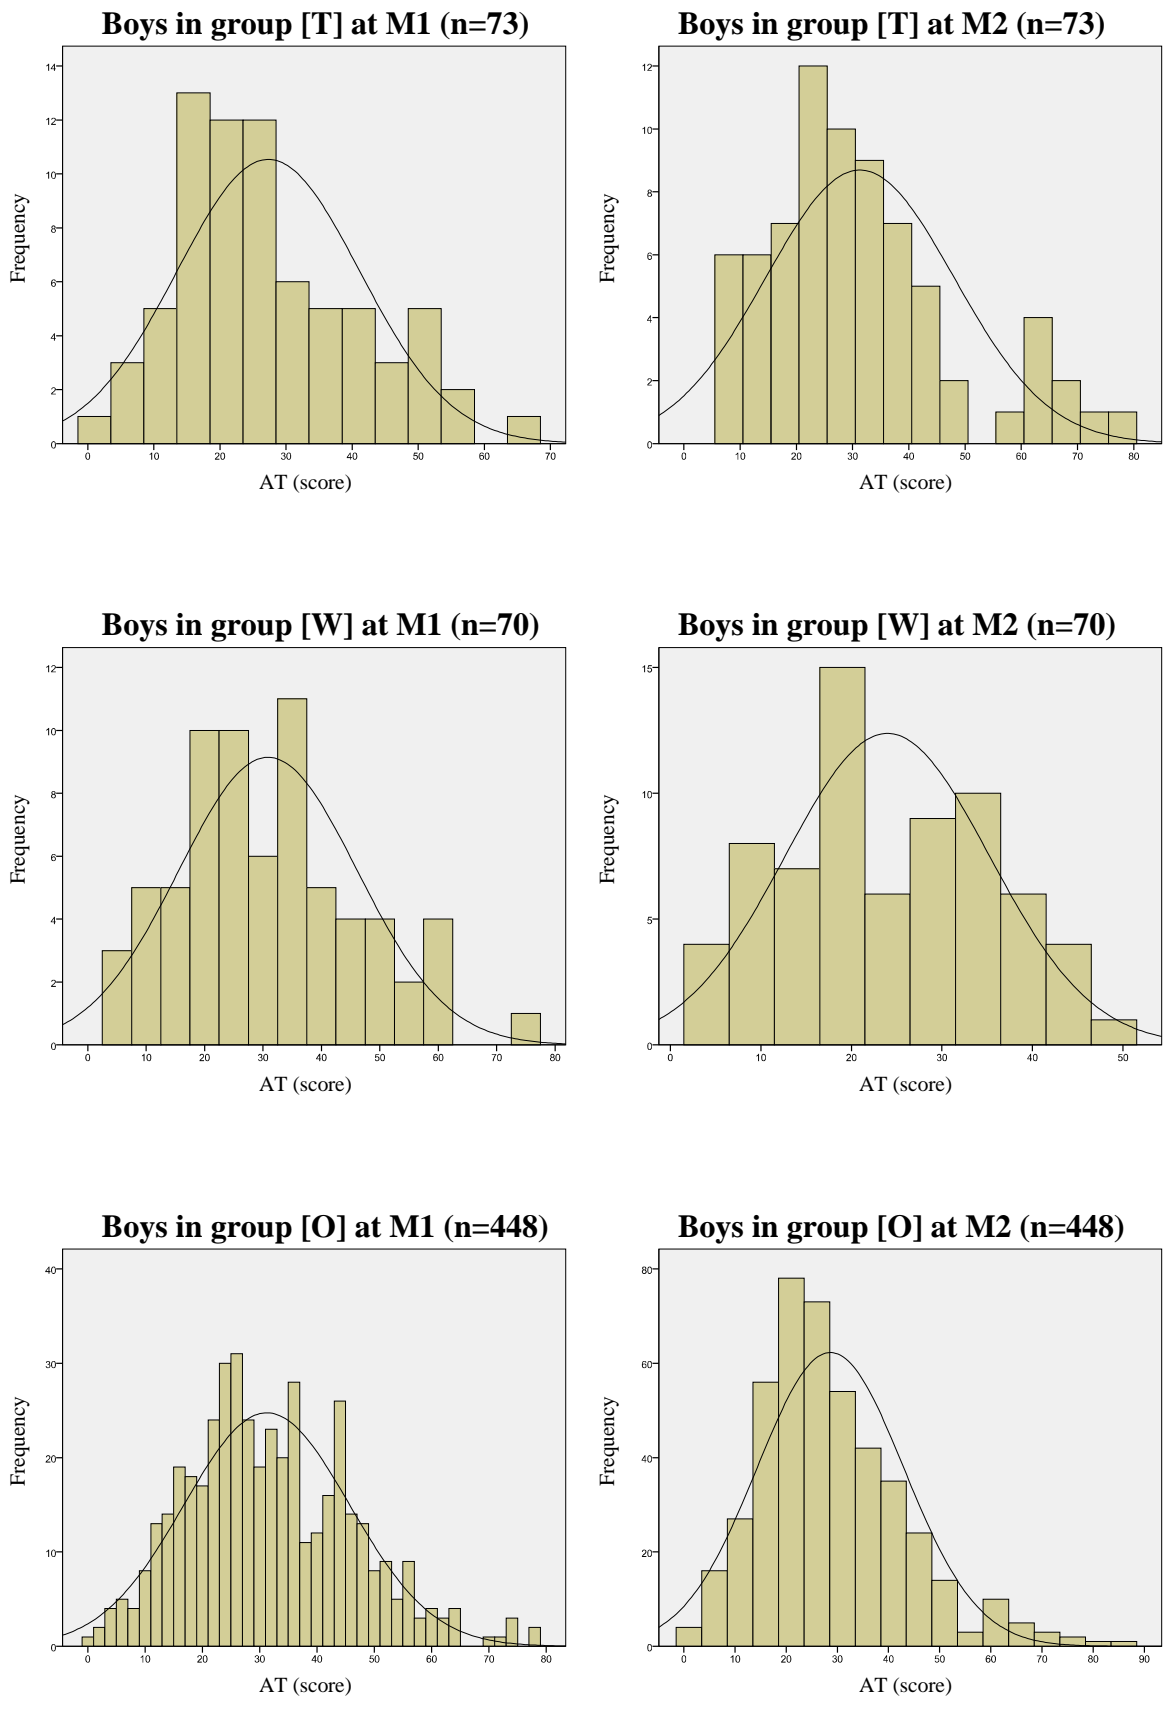 Boys in group [T] at M1 (n=73)
14
12
10
8
6
4
2
0
Frequency
0 10 20 30 40 50 60 70
AT (score)
Boys in group [T] at M2 (n=73)
12
10
8
6
4
2
0
Frequency
0 10 20 30 40 50 60 70 80
AT (score)
Boys in group [W] at M1 (n=70)
12
10
8
6
4
2
0
Frequency
0 10 20 30 40 50 60 70 80
AT (score)
Boys in group [W] at M2 (n=70)
15
10
5
0
Frequency
0 10 20 30 40 50
AT (score)
Boys in group [O] at M1 (n=448)
40
30
20
10
0
Frequency
0 10 20 30 40 50 60 70 80
AT (score)
Boys in group [O] at M2 (n=448)
80
60
40
20
0
Frequency
0 10 20 30 40 50 60 70 80 90
AT (score)